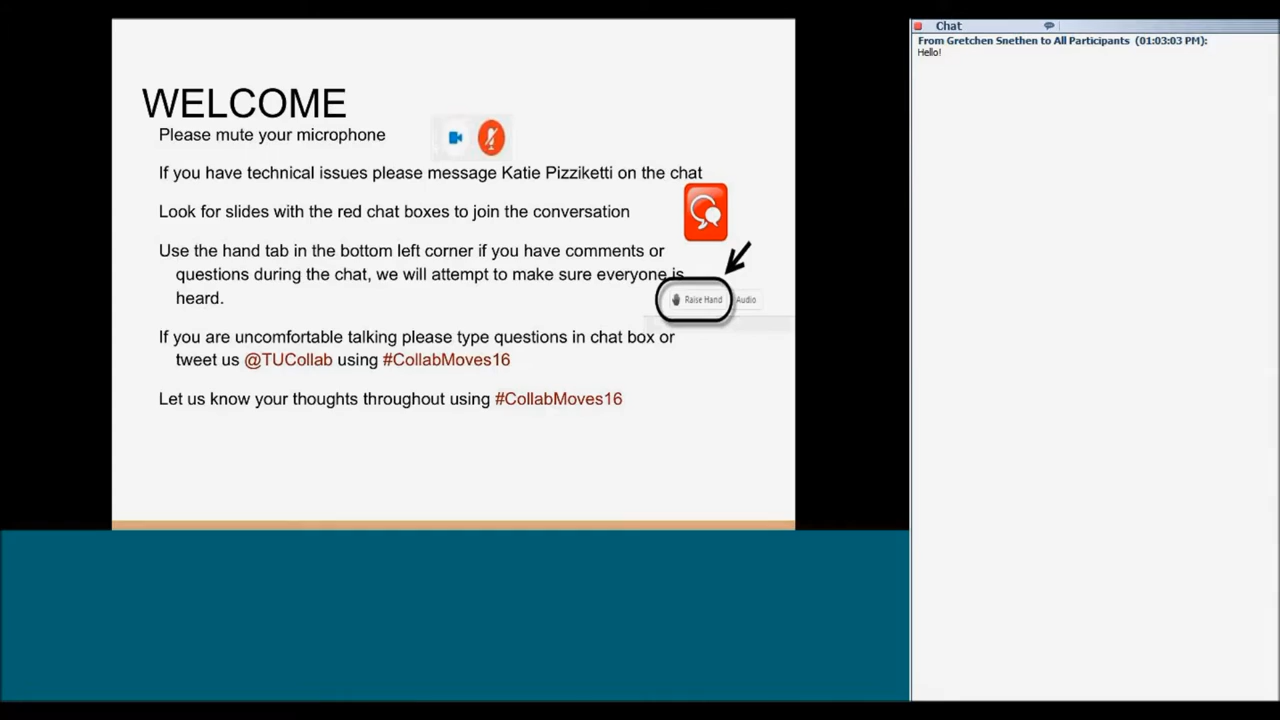 WELCOME
Please mute your microphone
If you have technical issues please message Katie Pizziketti on the chat
Look for slides with the red chat boxes to join the conversation
Use the hand tab in the bottom left corner if you have comments or
questions during the chat, we will attempt to make sure everyone is
heard.
Raise Hand Audio
If you are uncomfortable talking please type questions in chat box or
tweet us @TUCollab using #CollabMoves16
Let us know your thoughts throughout using #CollabMoves16
Chat
From Gretchen Snethen to All Participants (01:03:03 PM):
Hello!